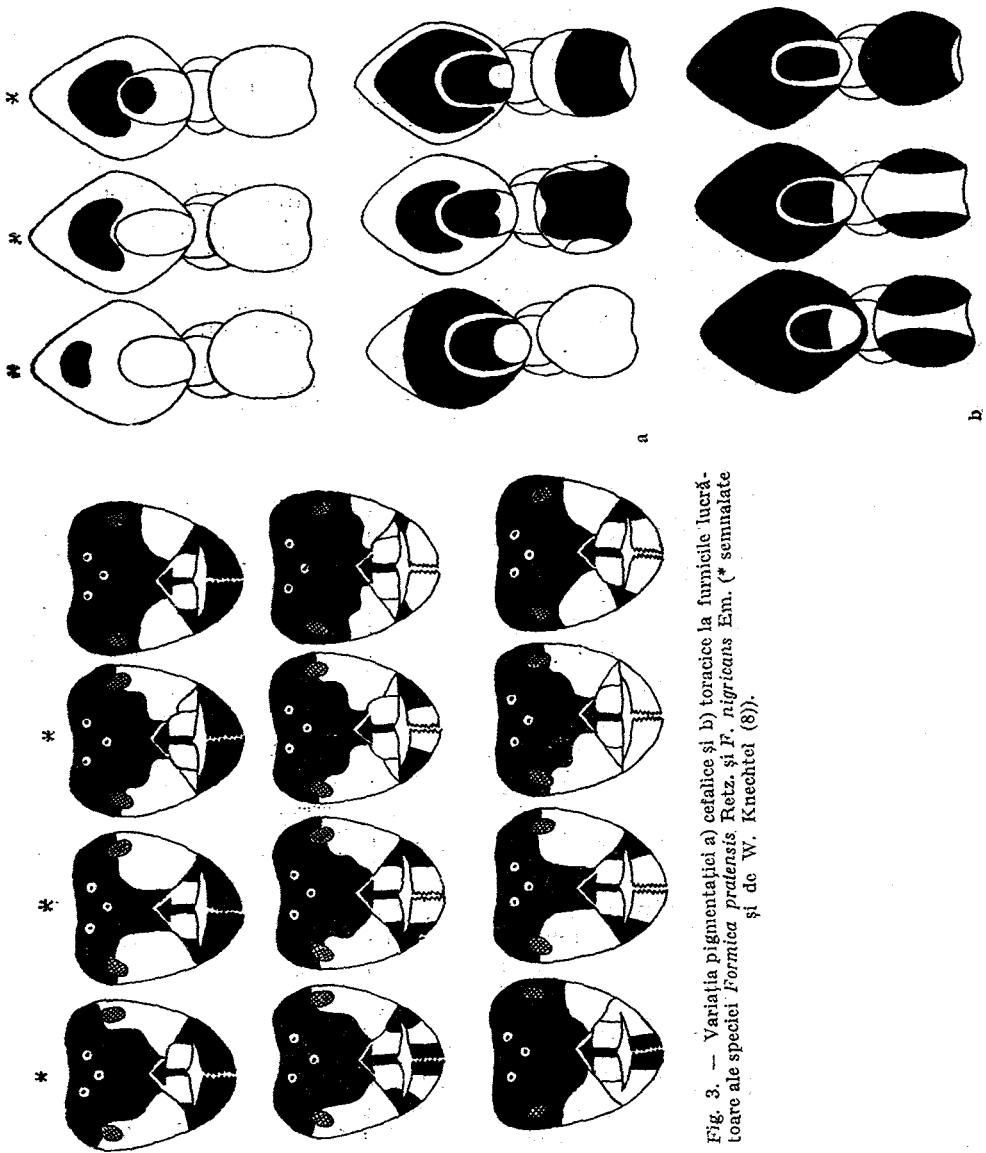 a
b
Fig. 3. — Variația pigmentației a) cefalice și b) toracice la furnicile lucră-
toare ale speciei Formica pratensis Retz. și F. nigricans Em. (* semnalate
și de W. Knechtel (8)).